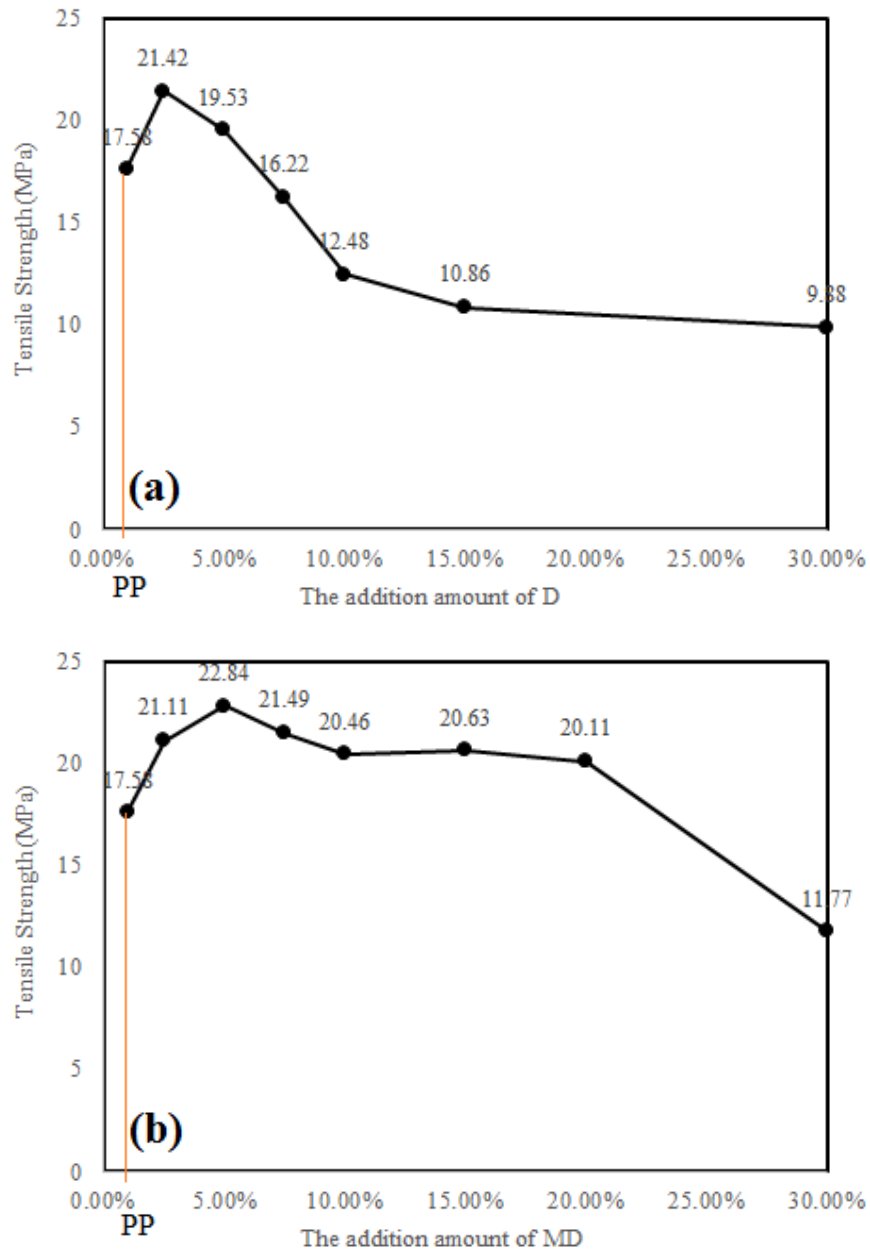 25
21.42
19.53
20
17.58
16.22
15
12.48
10.86
9.88
10
5
0
Tensile Strength (MPa)
(a)
0.00% 5.00% 10.00% 15.00% 20.00% 25.00% 30.00%
PP
The addition amount of D
25
22.84
21.11
21.49
20.46
20.63
20.11
20
17.58
15
11.77
10
5
0
Tensile Strength (MPa)
(b)
0.00% 5.00% 10.00% 15.00% 20.00% 25.00% 30.00%
PP
The addition amount of MD